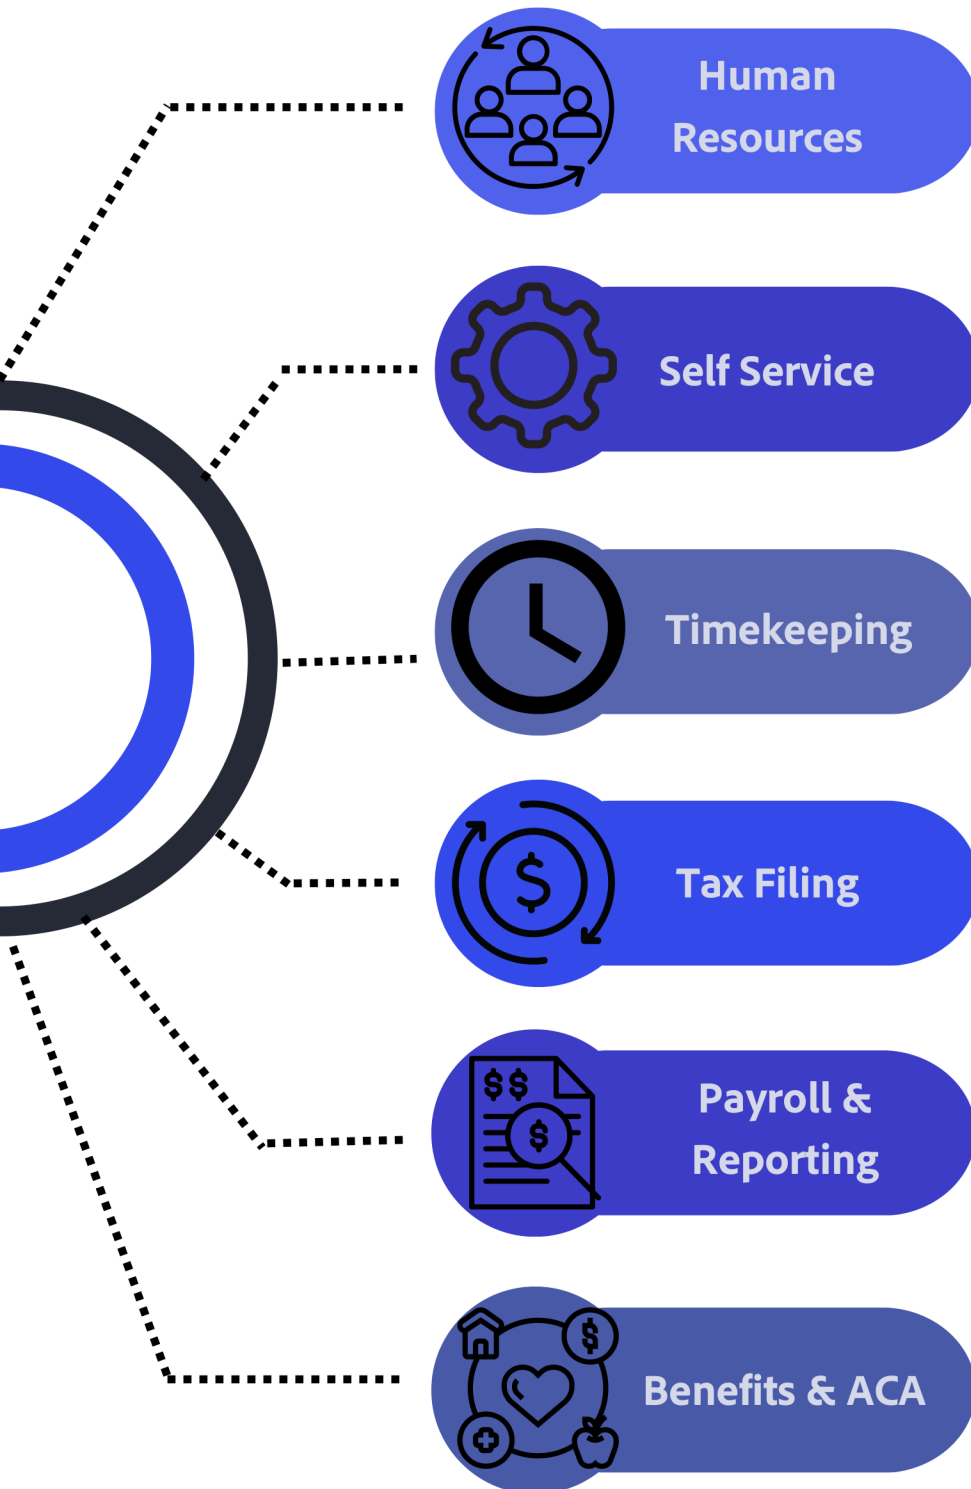 Human
Resources
Self Service
Timekeeping
$
Tax Filing
$$
$
Payroll &
Reporting
$
Benefits & ACA